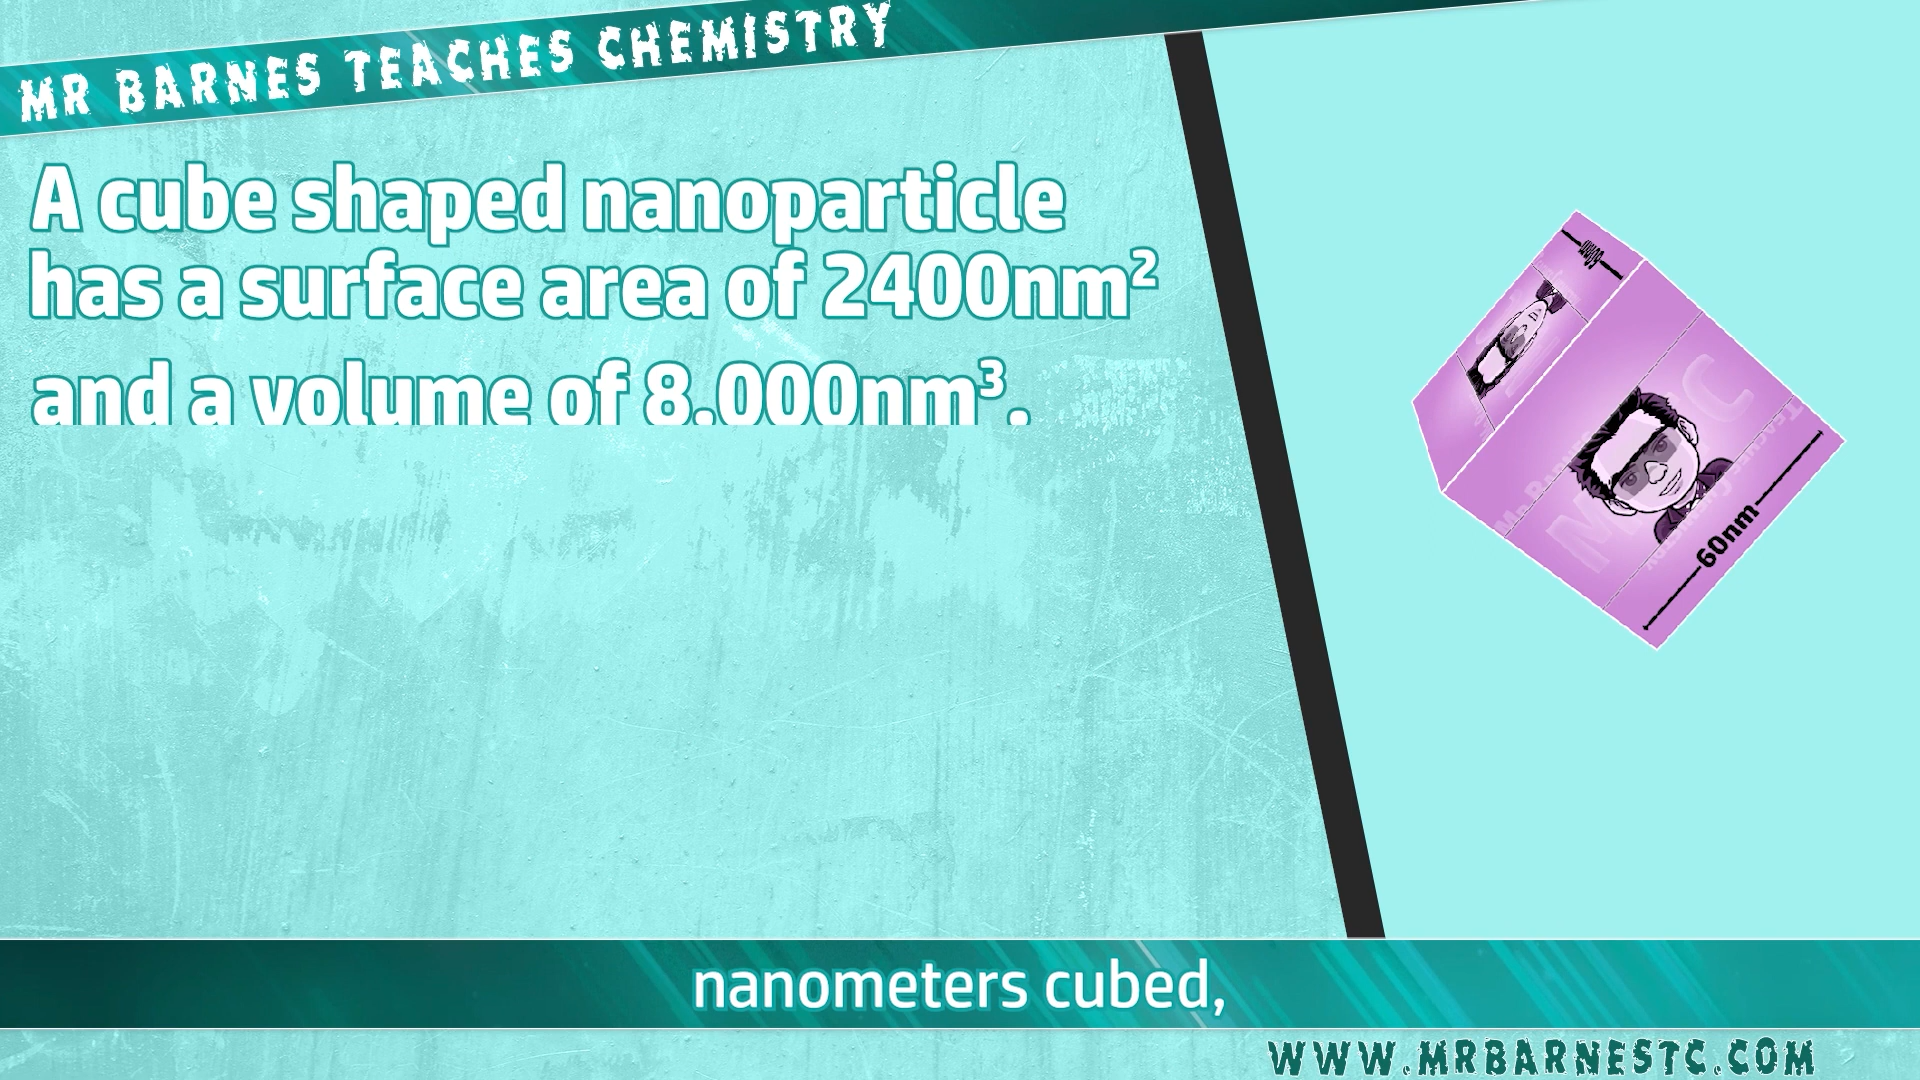 MR BARNES TEACHES CHEMISTRY
A cube shaped nanoparticle
has a surface area of 2400nm²
and a volume of 8,000nm³.
60nm
nanometers cubed,
WWW.MRBARNESTC.COM